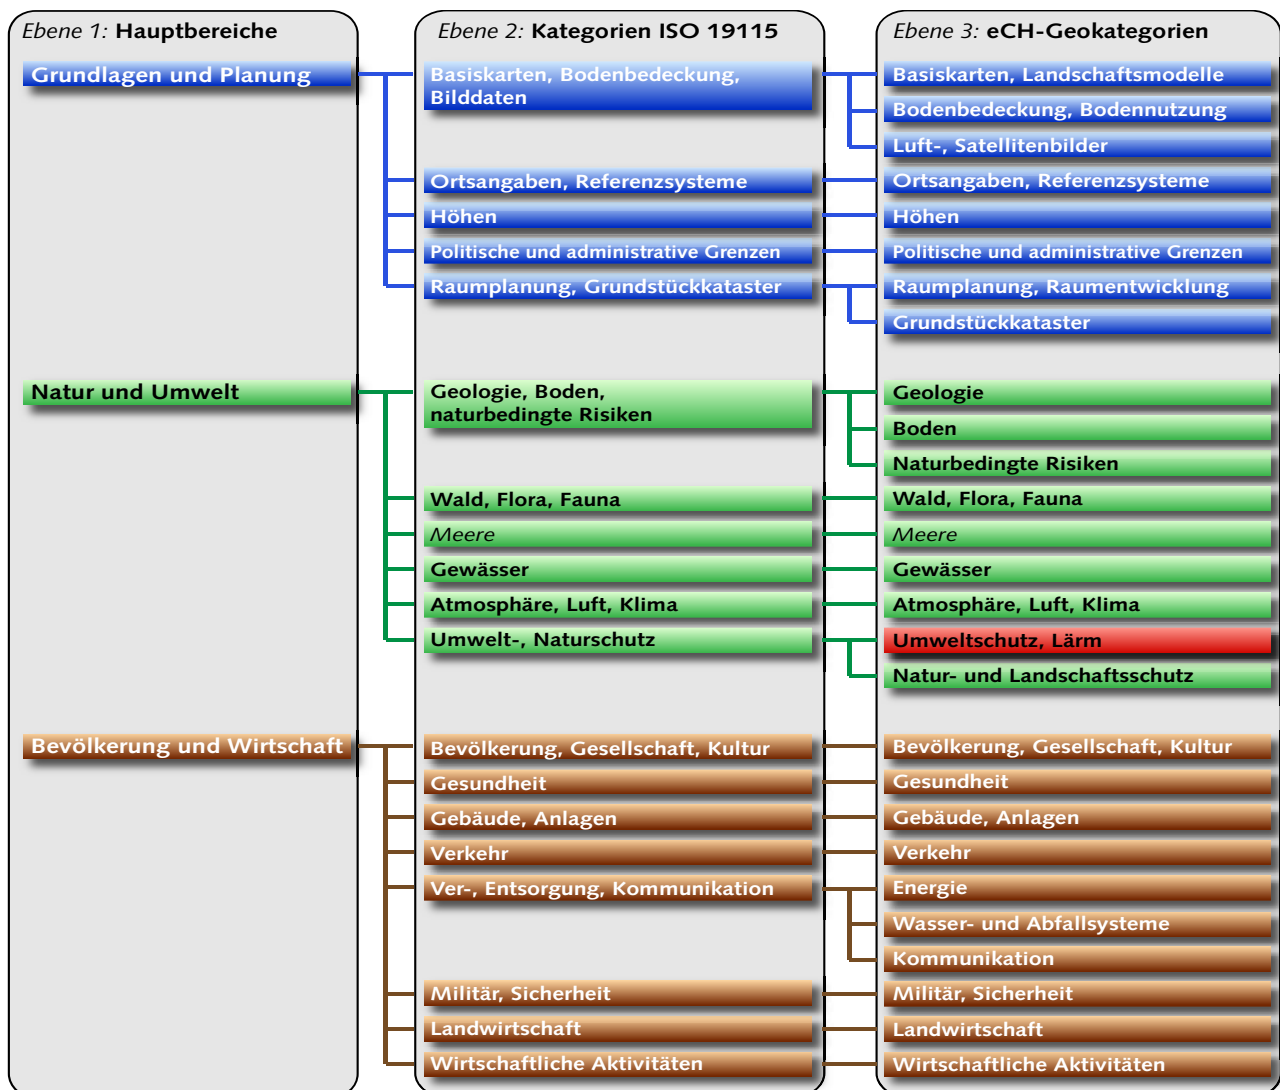 Ebene 1: Hauptbereiche
Grundlagen und Planung
Natur und Umwelt
Bevölkerung und Wirtschaft
Ebene 2: Kategorien ISO 19115
Basiskarten, Bodenbedeckung,
Bilddaten
Ortsangaben, Referenzsysteme
Höhen
Politische und administrative Grenzen
Raumplanung, Grundstückkataster
Geologie, Boden,
naturbedingte Risiken
Wald, Flora, Fauna
Meere
Gewässer
Atmosphäre, Luft, Klima
Umwelt-, Naturschutz
Bevölkerung, Gesellschaft, Kultur
Gesundheit
Gebäude, Anlagen
Verkehr
Ver-, Entsorgung, Kommunikation
Militär, Sicherheit
Landwirtschaft
Wirtschaftliche Aktivitäten
Ebene 3: eCH-Geokategorien
Basiskarten, Landschaftsmodelle
Bodenbedeckung, Bodennutzung
Luft-, Satellitenbilder
Ortsangaben, Referenzsysteme
Höhen
Politische und administrative Grenzen
Raumplanung, Raumentwicklung
Grundstückkataster
Geologie
Boden
Naturbedingte Risiken
Wald, Flora, Fauna
Meere
Gewässer
Atmosphäre, Luft, Klima
Umweltschutz, Lärm
Natur- und Landschaftsschutz
Bevölkerung, Gesellschaft, Kultur
Gesundheit
Gebäude, Anlagen
Verkehr
Energie
Wasser- und Abfallsysteme
Kommunikation
Militär, Sicherheit
Landwirtschaft
Wirtschaftliche Aktivitäten